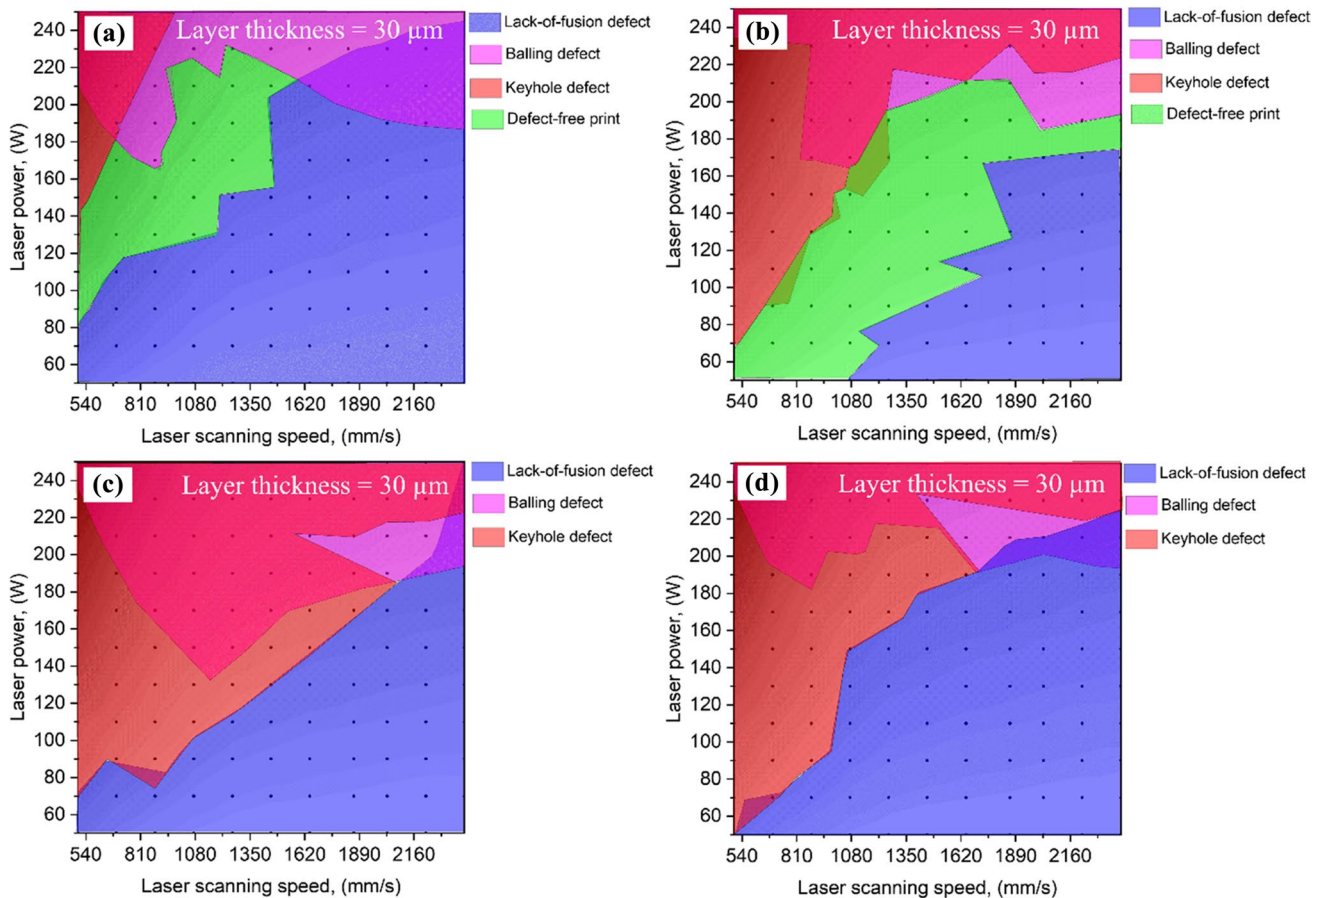 (a)
Layer thickness = 30 µm
Lack-of-fusion defect
Balling defect
Keyhole defect
Defect-free print
240
220
200
180
160
140
120
100
80
60
Laser power, (W)
540 810 1080 1350 1620 1890 2160
Laser scanning speed, (mm/s)
(b)
Layer thickness = 30 µm
Lack-of-fusion defect
Balling defect
Keyhole defect
Defect-free print
240
220
200
180
160
140
120
100
80
60
Laser power, (W)
540 810 1080 1350 1620 1890 2160
Laser scanning speed, (mm/s)
(c)
Layer thickness = 30 µm
Lack-of-fusion defect
Balling defect
Keyhole defect
240
220
200
180
160
140
120
100
80
60
Laser power, (W)
540 810 1080 1350 1620 1890 2160
Laser scanning speed, (mm/s)
(d)
Layer thickness = 30 µm
Lack-of-fusion defect
Balling defect
Keyhole defect
240
220
200
180
160
140
120
100
80
60
Laser power, (W)
540 810 1080 1350 1620 1890 2160
Laser scanning speed, (mm/s)